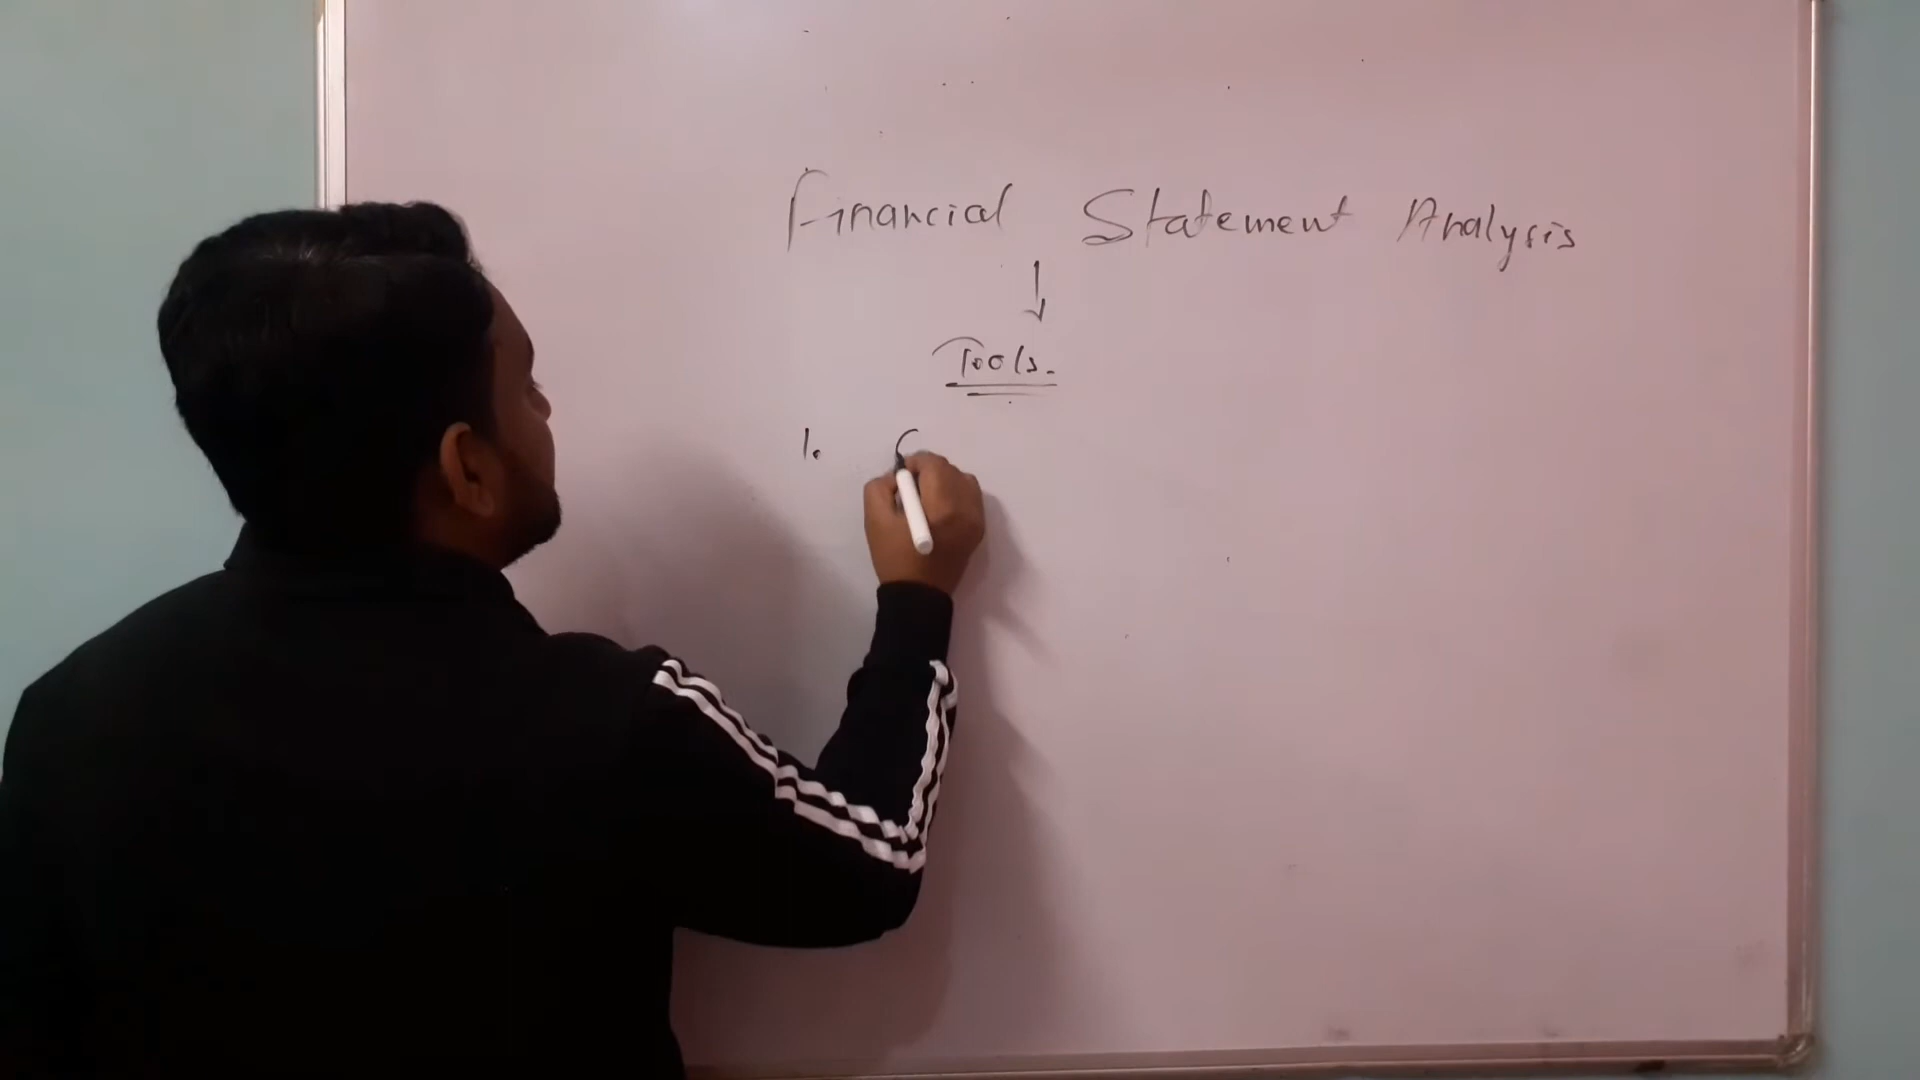 Financial Statement Analysis
Tools.
1.